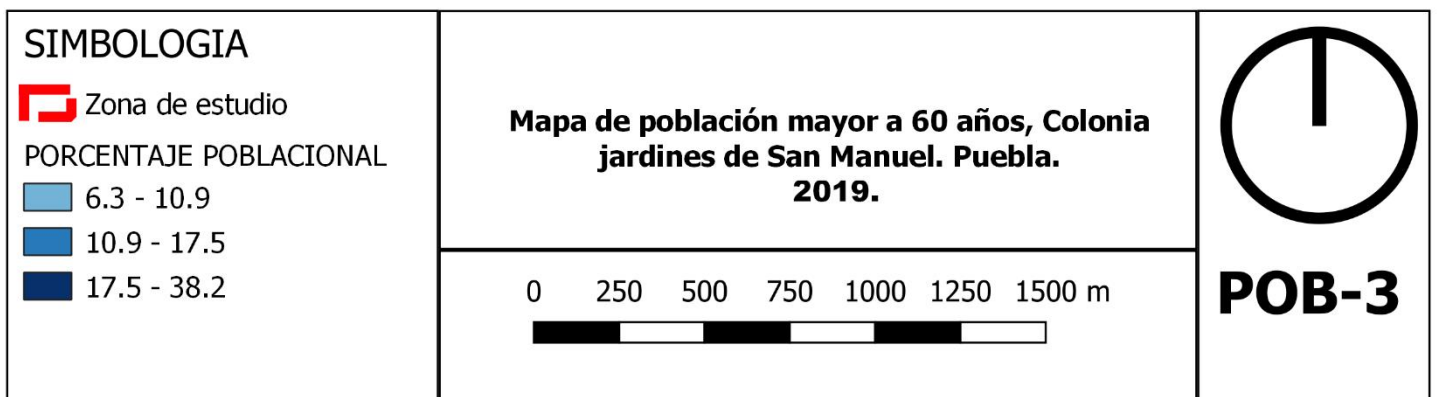 SIMBOLOGIA
Zona de estudio
PORCENTAJE POBLACIONAL
6.3 - 10.9
10.9 - 17.5
17.5 - 38.2
Mapa de población mayor a 60 años, Colonia
jardines de San Manuel. Puebla.
2019.
0 250 500 750 1000 1250 1500 m
POB-3